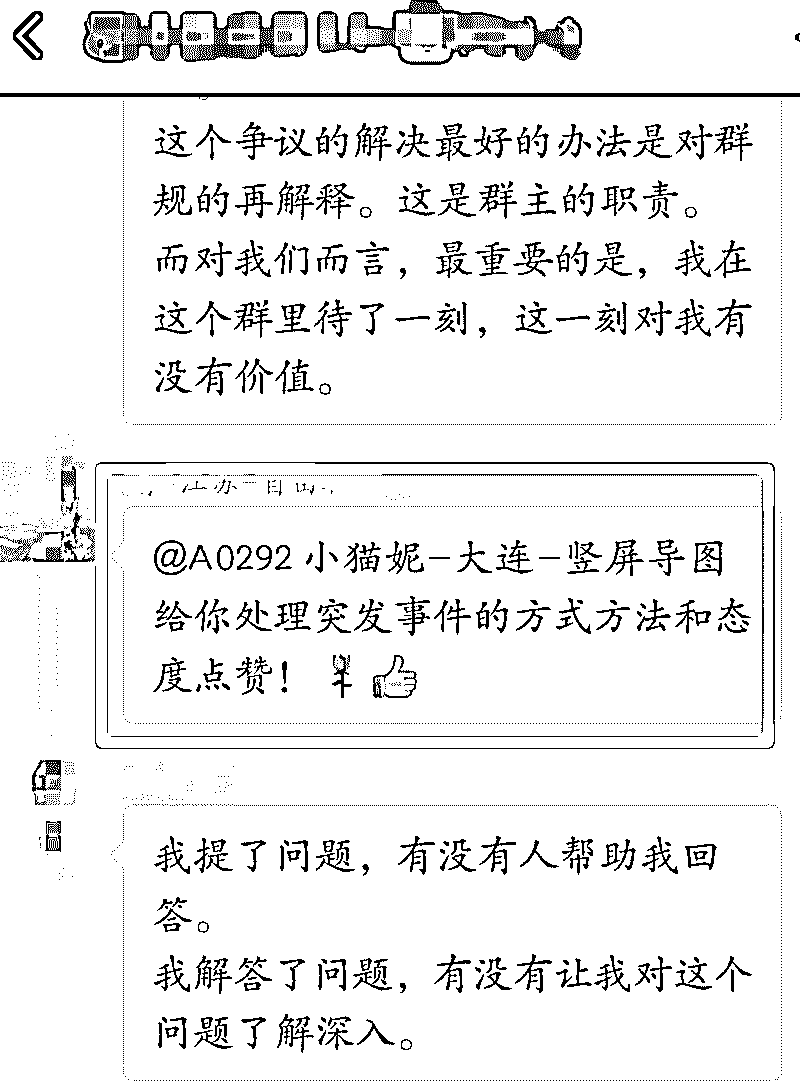 这个争议的解决最好的办法是对群
规的再解释。这是群主的职责。
而对我们而言，最重要的是，我在
这个群里待了一刻，这一刻对我有
没有价值。
@A0292 小猫妮-大连-竖屏导图
给你处理突发事件的方式方法和态
度点赞！
我提了问题，有没有人帮助我回
答。
我解答了问题，有没有让我对这个
问题了解深入。